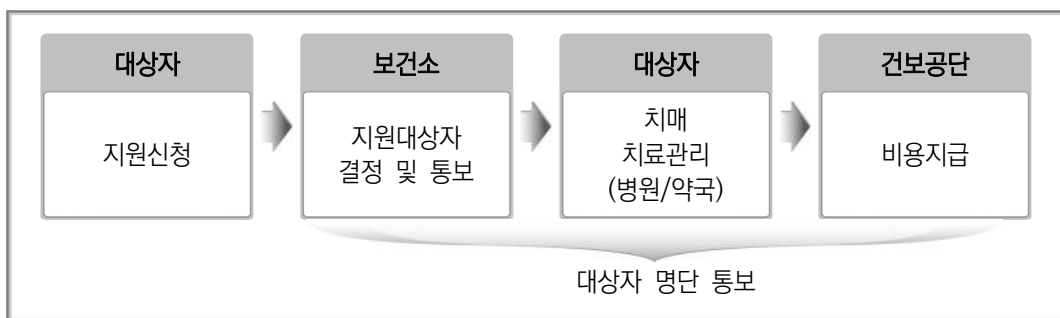 대상자
지원신청
보건소
지원대상자
결정 및 통보
대상자
치매
치료관리
(병원/약국)
건보공단
비용지급
대상자 명단 통보